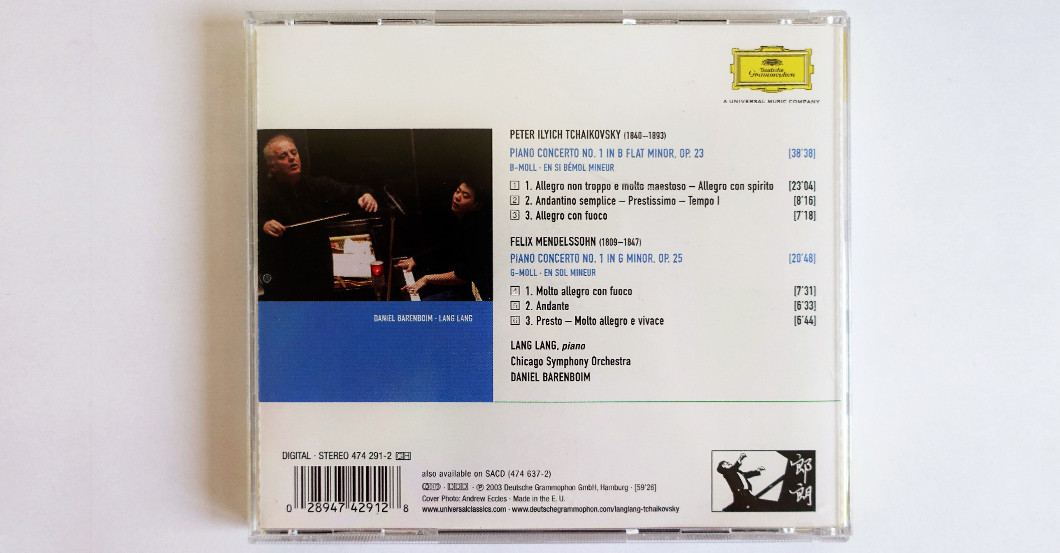 Deutsche
Grammophon
A UNIVERSAL MUSIC COMPANY
PETER ILYICH TCHAIKOVSKY (1840–1893)
PIANO CONCERTO NO. 1 IN B FLAT MINOR, OP. 23 [38'38]
B-MOLL · EN SI BÉMOL MINEUR
1 1. Allegro non troppo e molto maestoso – Allegro con spirito [23'04]
2 2. Andantino semplice – Prestissimo – Tempo I [8'16]
3 3. Allegro con fuoco [7'18]
FELIX MENDELSSOHN (1809–1847)
PIANO CONCERTO NO. 1 IN G MINOR, OP. 25 [20'48]
G-MOLL · EN SOL MINEUR
4 1. Molto allegro con fuoco [7'31]
5 2. Andante [6'33]
6 3. Presto – Molto allegro e vivace [6'44]
LANG LANG, piano
Chicago Symphony Orchestra
DANIEL BARENBOIM
DANIEL BARENBOIM · LANG LANG
DIGITAL · STEREO 474 291-2 GH
0 28947 42912 8
also available on SACD (474 637-2)
℗ 2003 Deutsche Grammophon GmbH, Hamburg · [59'26]
Cover Photo: Andrew Eccles · Made in the E. U.
www.universalclassics.com · www.deutschegrammophon.com/langlang-tchaikovsky
郎
朗